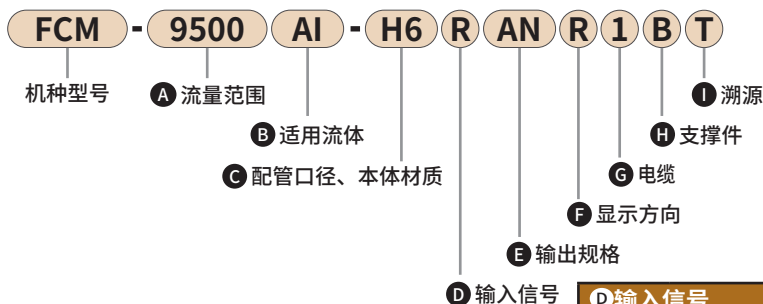 FCM - 9500 AI - H6 R AN R 1 B T
机种型号
A 流量范围
I 溯源
B 适用流体
H 支撑件
C 配管口径、本体材质
G 电缆
F 显示方向
E 输出规格
D 输入信号
D 输入信号